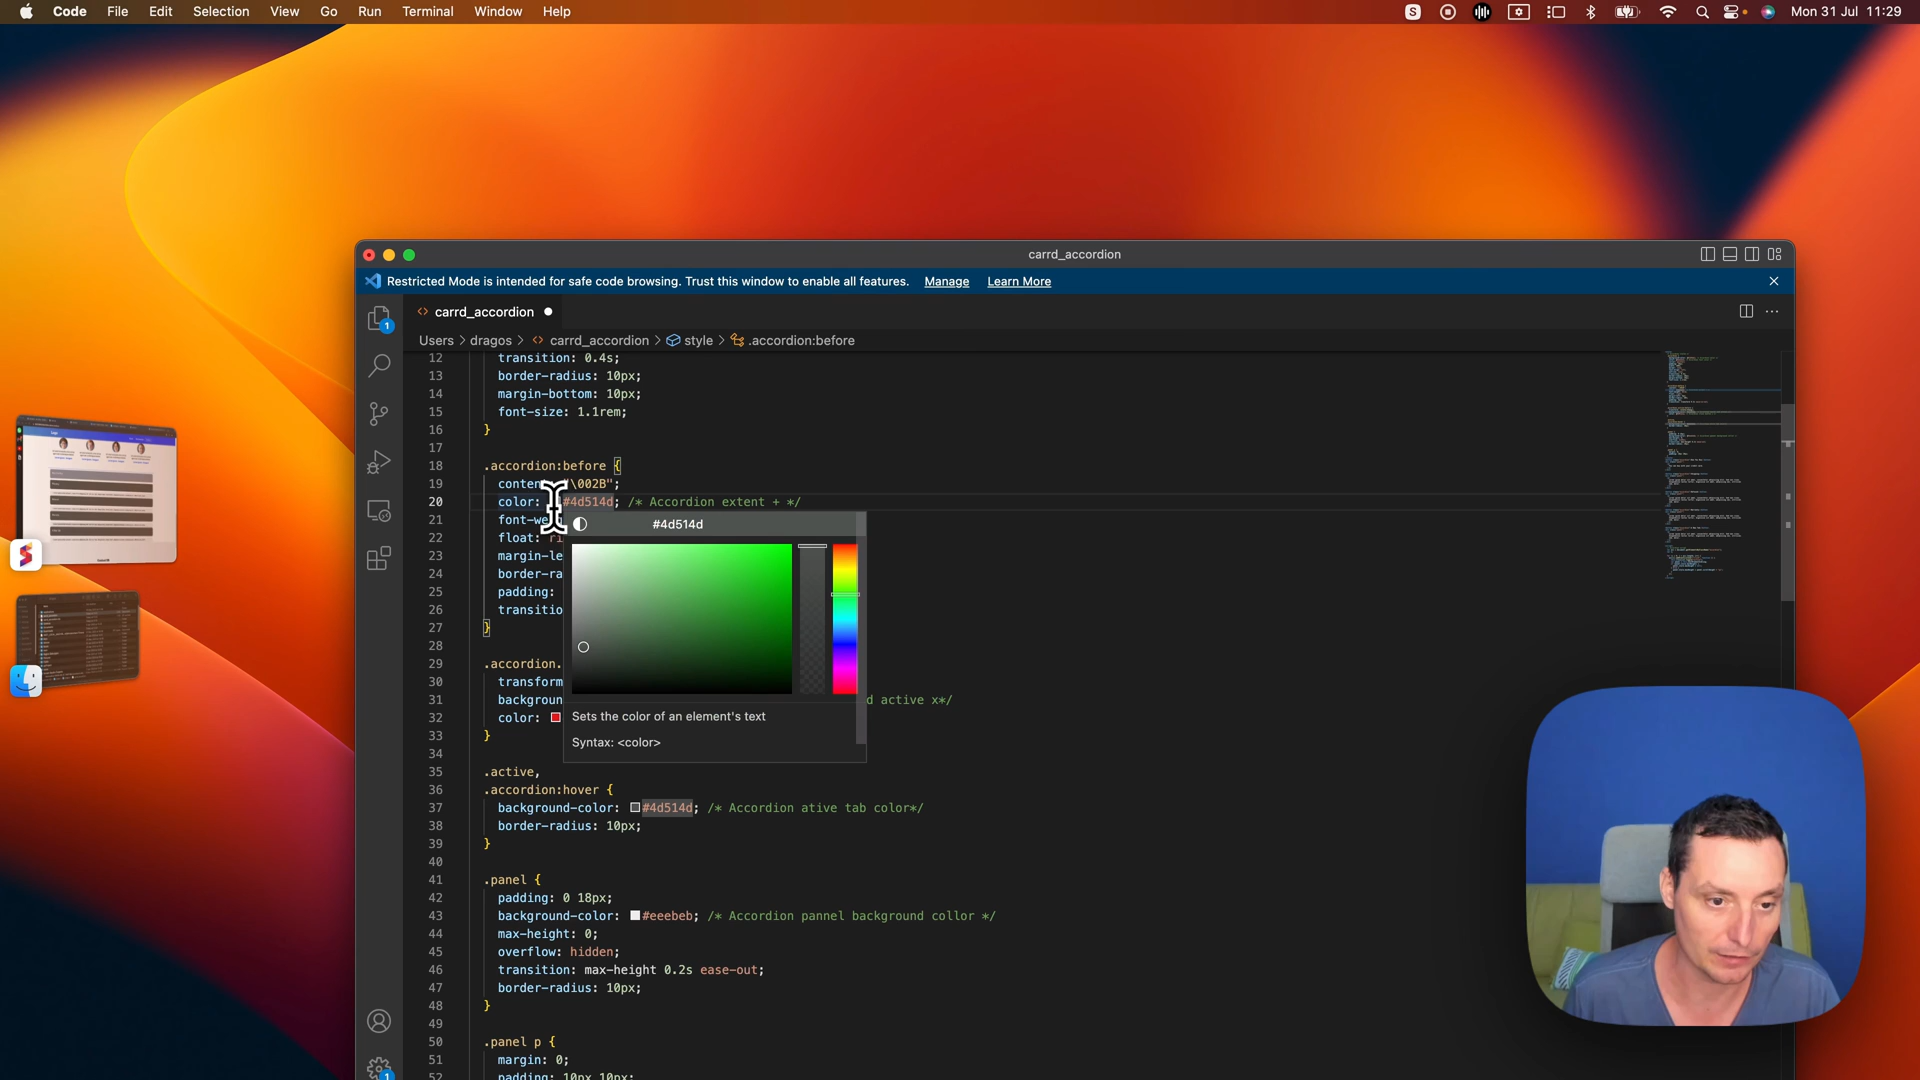 Code File Edit Selection View Go Run Terminal Window Help
S Mon 31 Jul 11:29
carrd_accordion
Restricted Mode is intended for safe code browsing. Trust this window to enable all features. Manage Learn More
carrd_accordion
Users > dragos > carrd_accordion > style > .accordion:before
12 transition: 0.4s;
13 border-radius: 10px;
14 margin-bottom: 10px;
15 font-size: 1.1rem;
16 }
17
18 .accordion:before {
19 conten "\002B";
20 color: #4d514d; /* Accordion extent + */
21 font-we
22 float: ri
23 margin-le
24 border-ra
25 padding:
26 transitio
27 }
28
29 .accordion.
30 transform
31 backgroun d active x*/
32 color:
33 }
34
35 .active,
36 .accordion:hover {
37 background-color: #4d514d; /* Accordion ative tab color*/
38 border-radius: 10px;
39 }
40
41 .panel {
42 padding: 0 18px;
43 background-color: #eeebeb; /* Accordion pannel background collor */
44 max-height: 0;
45 overflow: hidden;
46 transition: max-height 0.2s ease-out;
47 border-radius: 10px;
48 }
49
50 .panel p {
51 margin: 0;
52 padding: 10px 10px;
#4d514d
Sets the color of an element's text
Syntax: <color>
1
1